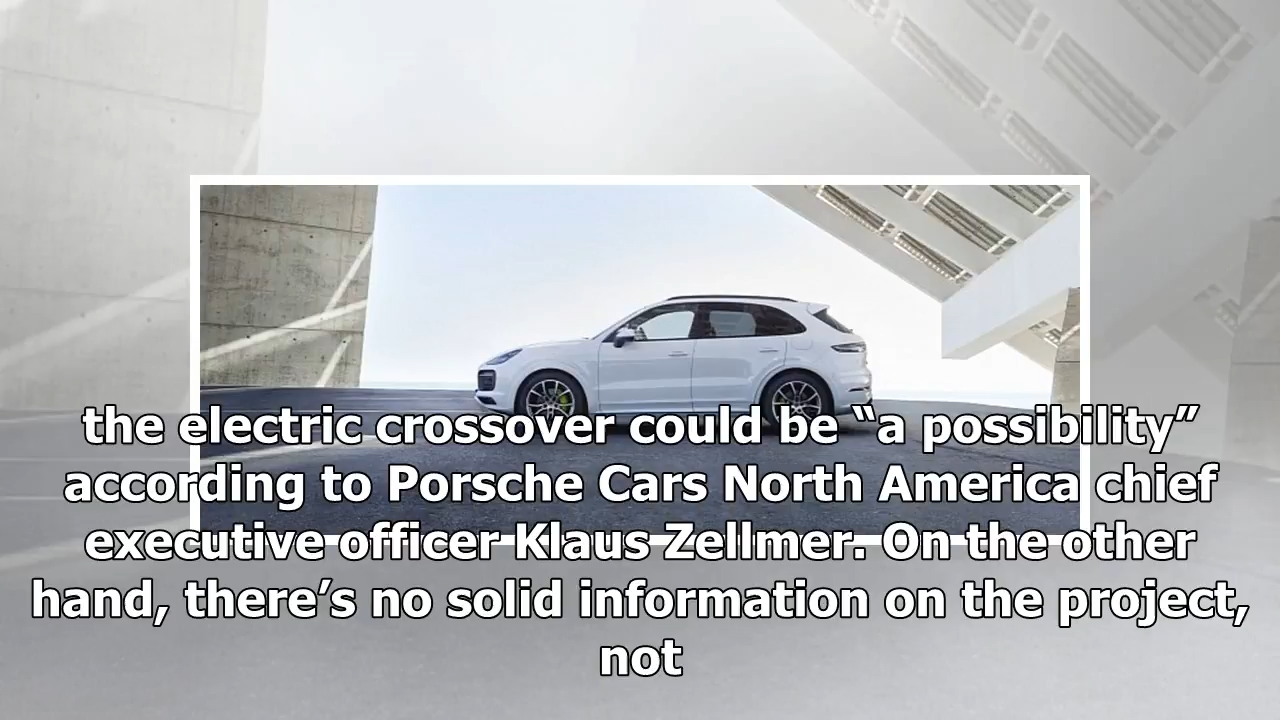 the electric crossover could be “a possibility”
according to Porsche Cars North America chief
executive officer Klaus Zellmer. On the other
hand, there’s no solid information on the project,
not